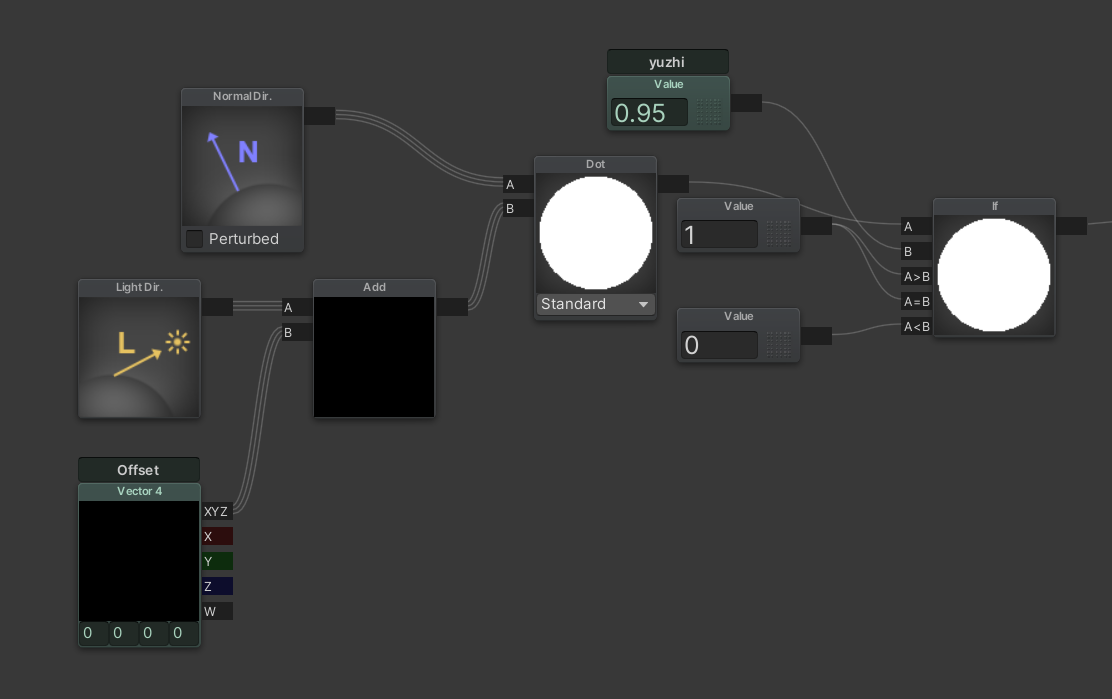 yuzhi
Value
0.95
Normal Dir.
N
Perturbed
Dot
A
B
Standard
Value
1
Value
0
If
A
B
A>B
A=B
A<B
Light Dir.
L
Add
A
B
Offset
Vector 4
XYZ
X
Y
Z
W
0 0 0 0